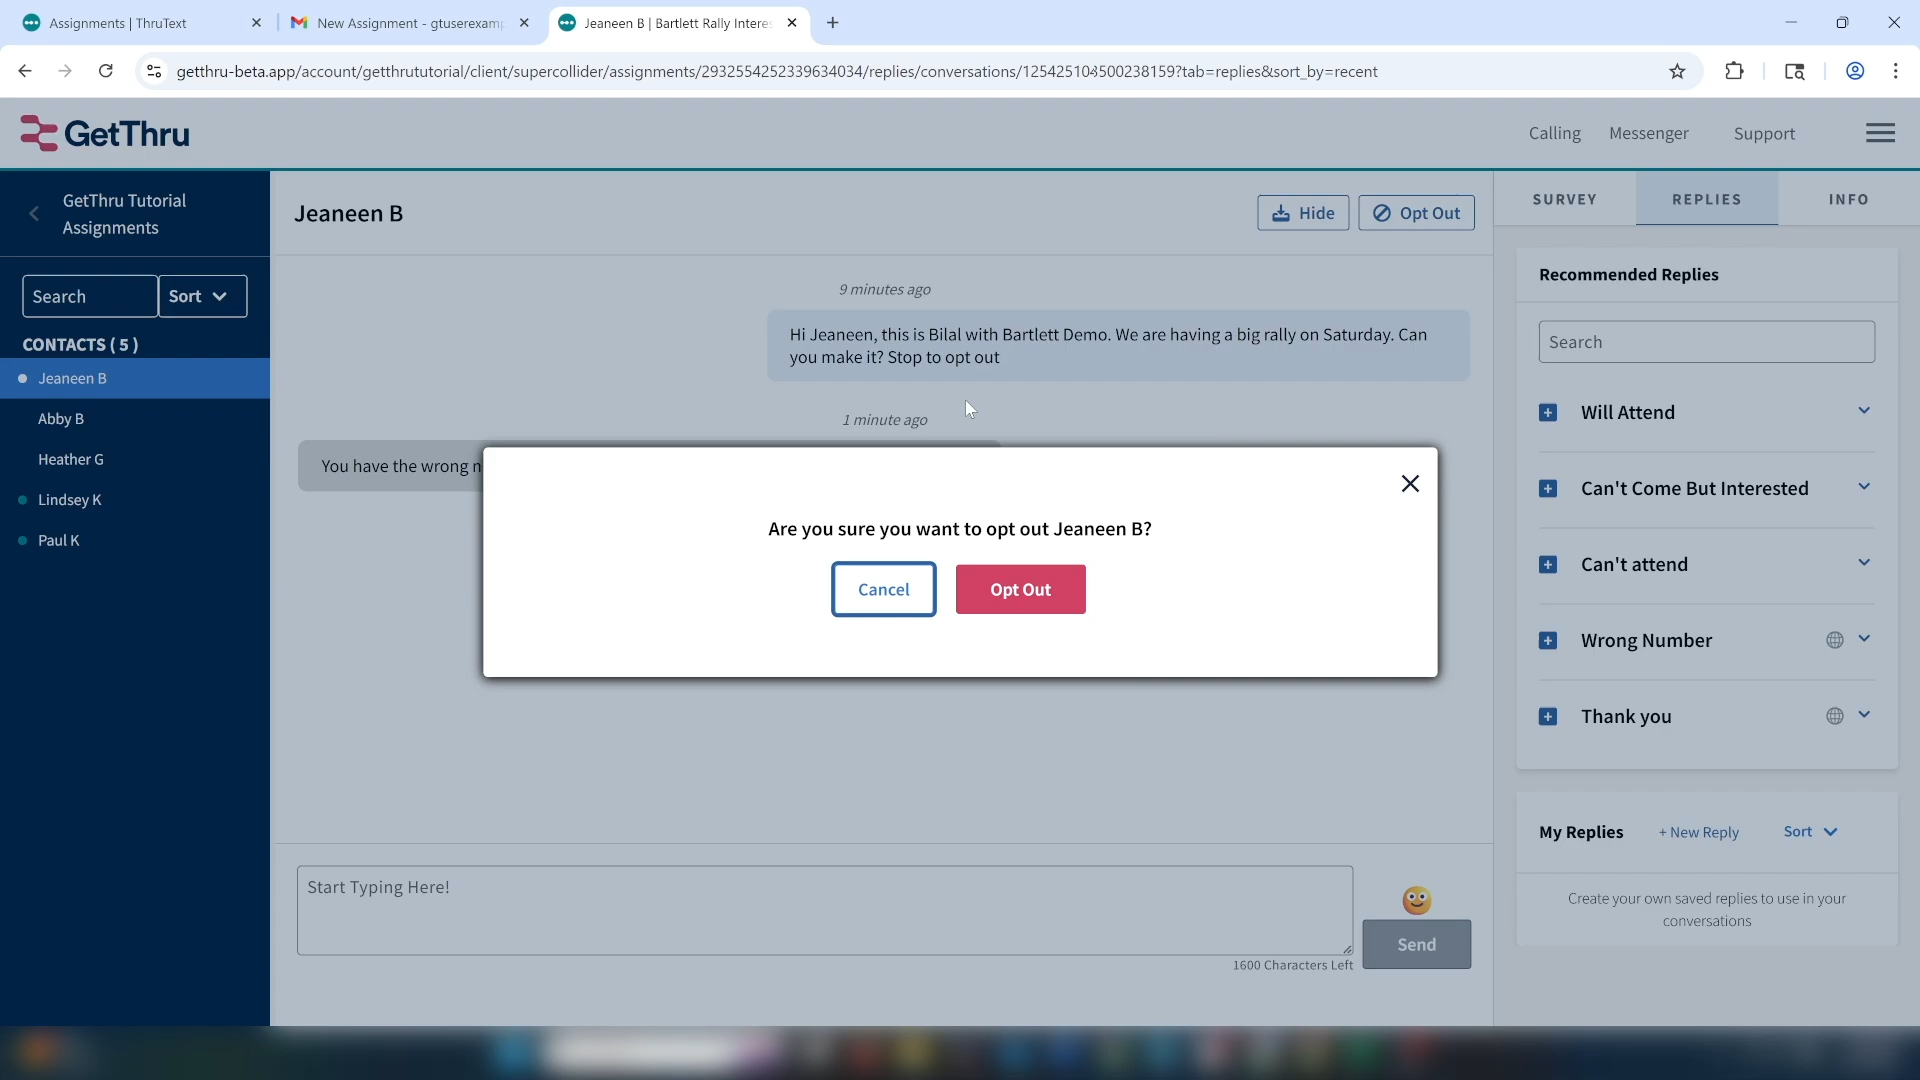 Assignments | ThruText
New Assignment - gtuserexamp
Jeaneen B | Bartlett Rally Interes
getthru-beta.app/account/getthrututorial/client/supercollider/assignments/2932554252339634034/replies/conversations/1254251043500238159?tab=replies&sort_by=recent
GetThru
Calling
Messenger
Support
GetThru Tutorial
Assignments
Search
Sort
CONTACTS ( 5 )
Jeaneen B
Abby B
Heather G
Lindsey K
Paul K
Jeaneen B
Hide
Opt Out
9 minutes ago
Hi Jeaneen, this is Bilal with Bartlett Demo. We are having a big rally on Saturday. Can
you make it? Stop to opt out
1 minute ago
You have the wrong n
Are you sure you want to opt out Jeaneen B?
Cancel
Opt Out
Start Typing Here!
1600 Characters Left
Send
SURVEY
REPLIES
INFO
Recommended Replies
Search
Will Attend
Can't Come But Interested
Can't attend
Wrong Number
Thank you
My Replies
+ New Reply
Sort
Create your own saved replies to use in your
conversations